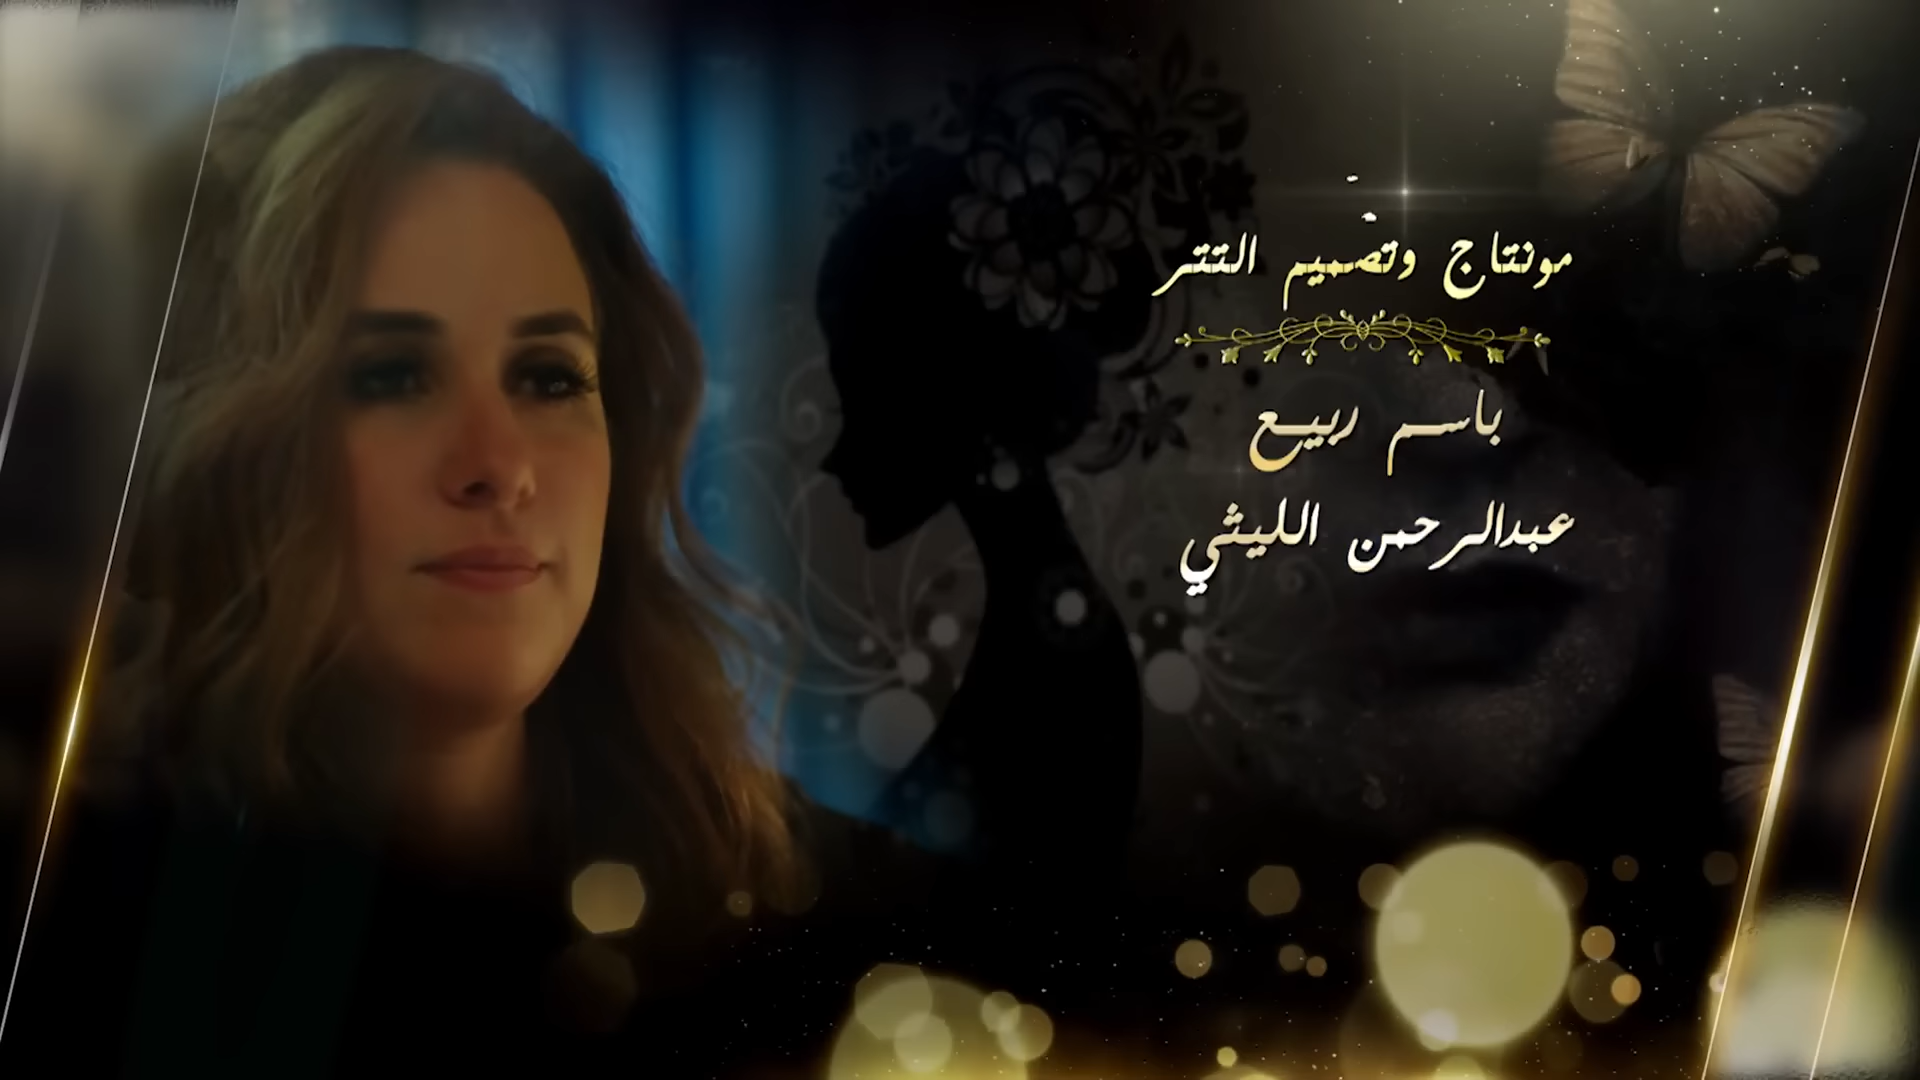 مونتاج وتصميم التتر
باسم ربيع
عبدالرحمن الليثي